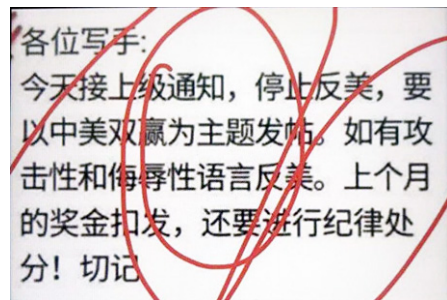 各位写手:
今天接上级通知，停止反美，要
以中美双赢为主题发帖。如有攻
击性和侮辱性语言反美。上个月
的奖金扣发，还要进行纪律处
分！切记